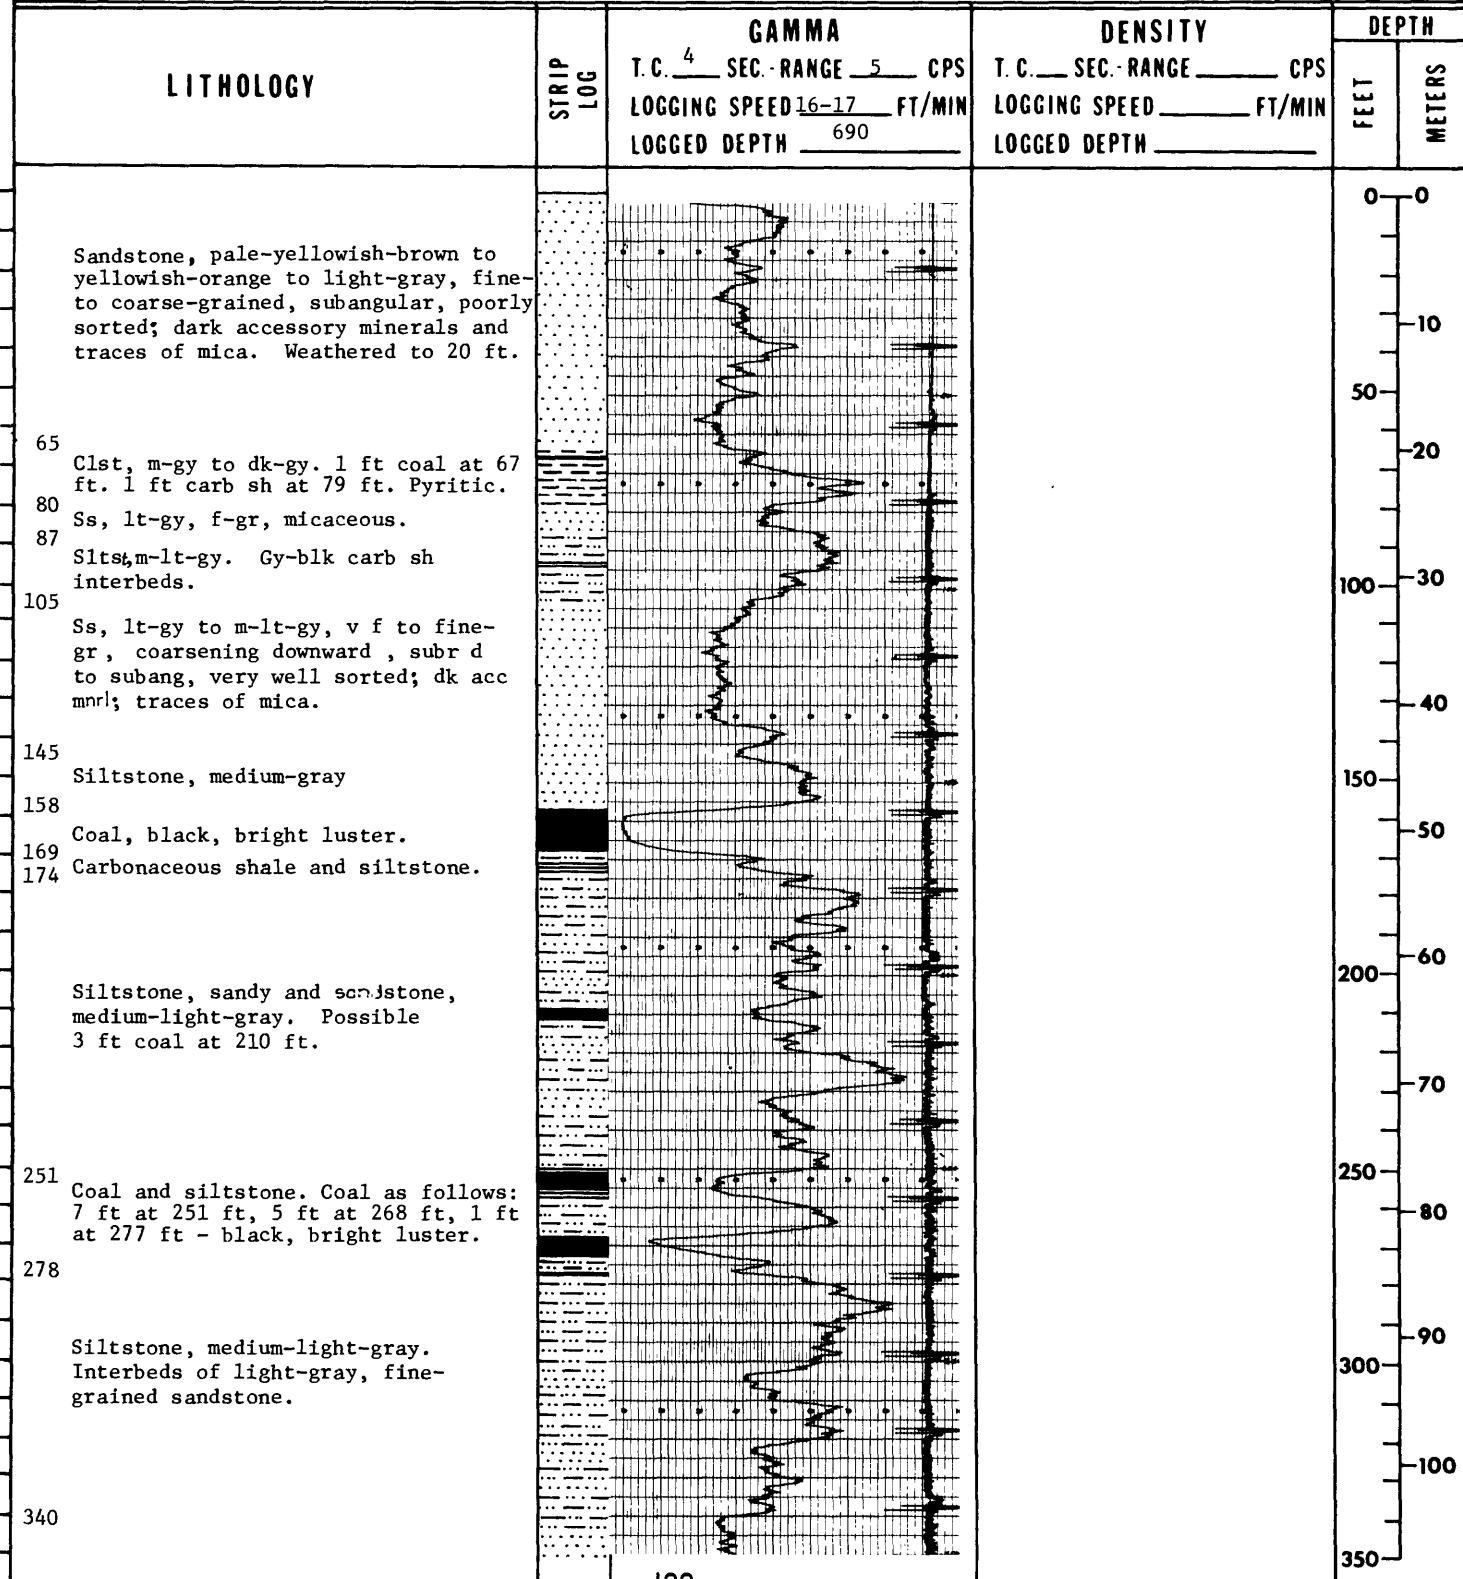 LITHOLOGY
STRIP LOG
GAMMA
T.C. 4 SEC.-RANGE 5 CPS
LOGGING SPEED 16-17 FT/MIN
LOGGED DEPTH 690
DENSITY
T.C. SEC.-RANGE CPS
LOGGING SPEED FT/MIN
LOGGED DEPTH
DEPTH
FEET
METERS
Sandstone, pale-yellowish-brown to
yellowish-orange to light-gray, fine-
to coarse-grained, subangular, poorly
sorted; dark accessory minerals and
traces of mica. Weathered to 20 ft.
65
Clst, m-gy to dk-gy. 1 ft coal at 67
ft. 1 ft carb sh at 79 ft. Pyritic.
80
Ss, lt-gy, f-gr, micaceous.
87
Sltst,m-lt-gy. Gy-blk carb sh
interbeds.
105
Ss, lt-gy to m-lt-gy, v f to fine-
gr, coarsening downward, subr d
to subang, very well sorted; dk acc
mnrl; traces of mica.
145
Siltstone, medium-gray
158
Coal, black, bright luster.
169
Carbonaceous shale and siltstone.
174
Siltstone, sandy and sandstone,
medium-light-gray. Possible
3 ft coal at 210 ft.
251
Coal and siltstone. Coal as follows:
7 ft at 251 ft, 5 ft at 268 ft, 1 ft
at 277 ft - black, bright luster.
278
Siltstone, medium-light-gray.
Interbeds of light-gray, fine-
grained sandstone.
340
0 0
10
50
20
100 30
40
150
50
60
200
70
250
80
90
300
100
350